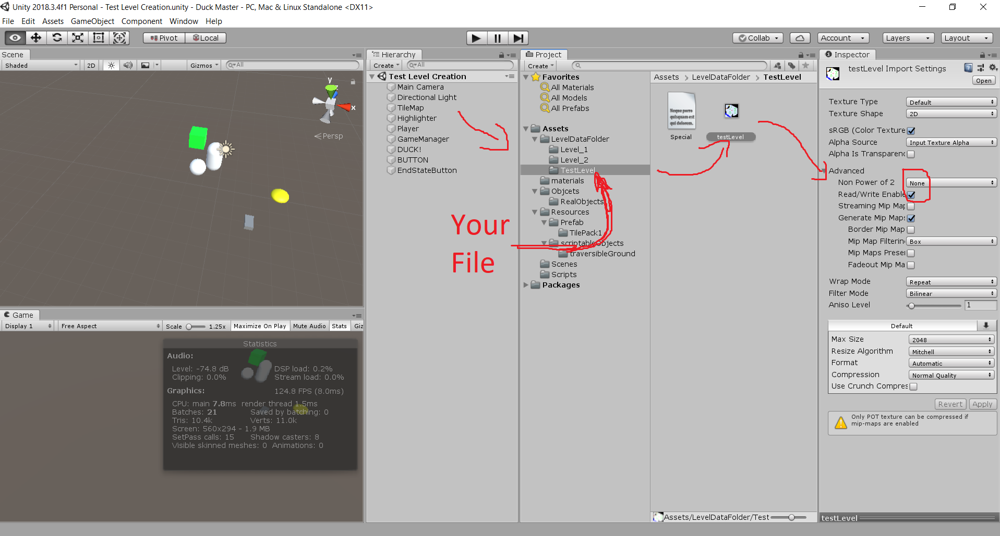 Unity 2018.3.4f1 Personal - Test Level Creation.unity - Duck Master - PC, Mac & Linux Standalone <DX11>
File Edit Assets GameObject Component Window Help
Pivot Local
Collab Account Layers Layout
Scene
Shaded 2D Gizmos All
y
z
x
Persp
Hierarchy
Create All
Test Level Creation
Main Camera
Directional Light
TileMap
Highlighter
Player
GameManager
DUCK!
BUTTON
EndStateButton
Project
Create
Favorites
All Materials
All Models
All Prefabs
Assets
LevelDataFolder
Level_1
Level_2
TestLevel
materials
Objcets
RealObjects
Resources
Prefab
TilePack1
scriptableObjects
traversibleGround
Scenes
Scripts
Packages
Your
File
Assets > LevelDataFolder > TestLevel
Neque porro
quisquam est
qui dolorem.
Special
testLevel
Assets/LevelDataFolder/Test
Inspector
testLevel Import Settings
Open
Texture Type Default
Texture Shape 2D
sRGB (Color Texture
Alpha Source Input Texture Alpha
Alpha Is Transparenc
Advanced
Non Power of 2 None
Read/Write Enable
Streaming Mip Map
Generate Mip Maps
Border Mip Map
Mip Map Filterin Box
Mip Maps Preser
Fadeout Mip Ma
Wrap Mode Repeat
Filter Mode Bilinear
Aniso Level 1
Default
Max Size 2048
Resize Algorithm Mitchell
Format Automatic
Compression Normal Quality
Use Crunch Compres
Revert Apply
Only POT texture can be compressed if
mip-maps are enabled
testLevel
Game
Display 1 Free Aspect Scale 1.25x Maximize On Play Mute Audio Stats Giz
Statistics
Audio:
Level: -74.8 dB DSP load: 0.2%
Clipping: 0.0% Stream load: 0.0%
Graphics: 124.8 FPS (8.0ms)
CPU: main 7.8ms render thread 1.5ms
Batches: 21 Saved by batching: 0
Tris: 10.4k Verts: 11.0k
Screen: 560x294 - 1.9 MB
SetPass calls: 15 Shadow casters: 8
Visible skinned meshes: 0 Animations: 0